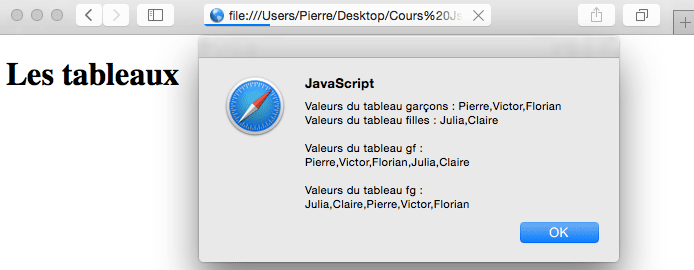 file:///Users/Pierre/Desktop/Cours%20Js
Les tableaux
JavaScript
Valeurs du tableau garçons : Pierre,Victor,Florian
Valeurs du tableau filles : Julia,Claire
Valeurs du tableau gf :
Pierre,Victor,Florian,Julia,Claire
Valeurs du tableau fg :
Julia,Claire,Pierre,Victor,Florian
OK